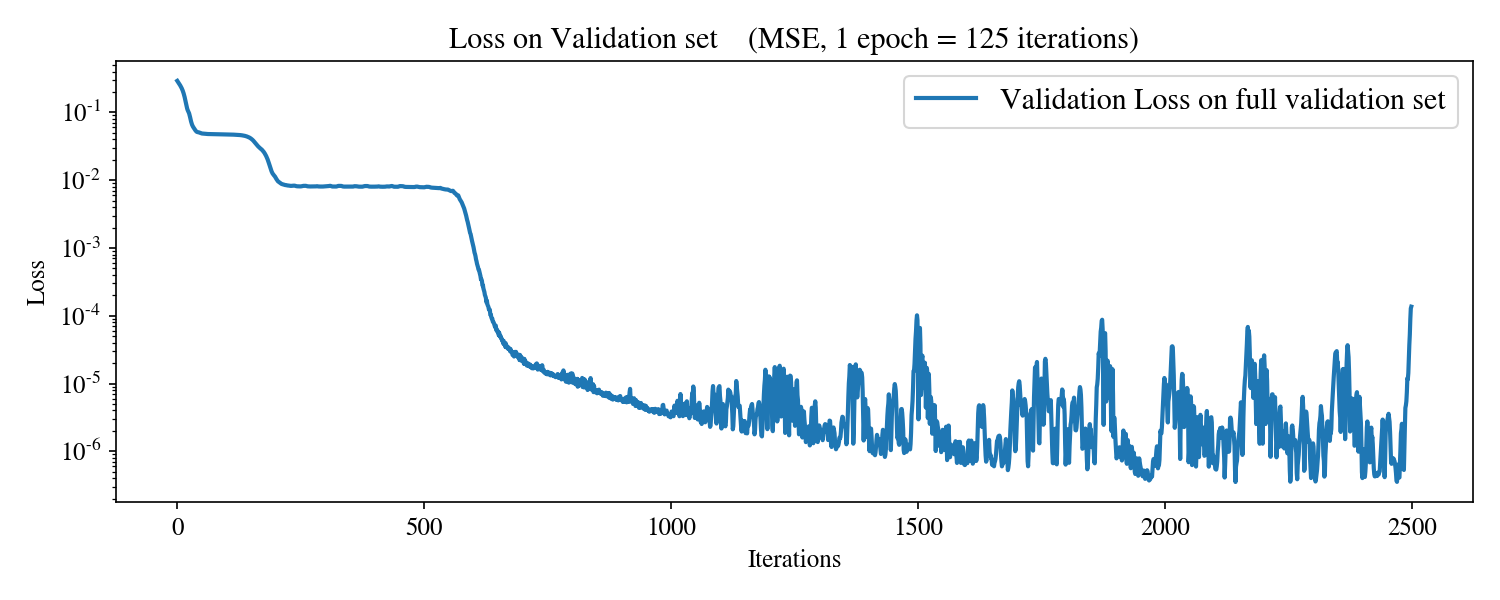 Loss on Validation set (MSE, 1 epoch = 125 iterations)
Validation Loss on full validation set
Loss
10⁻¹
10⁻²
10⁻³
10⁻⁴
10⁻⁵
10⁻⁶
0 500 1000 1500 2000 2500
Iterations